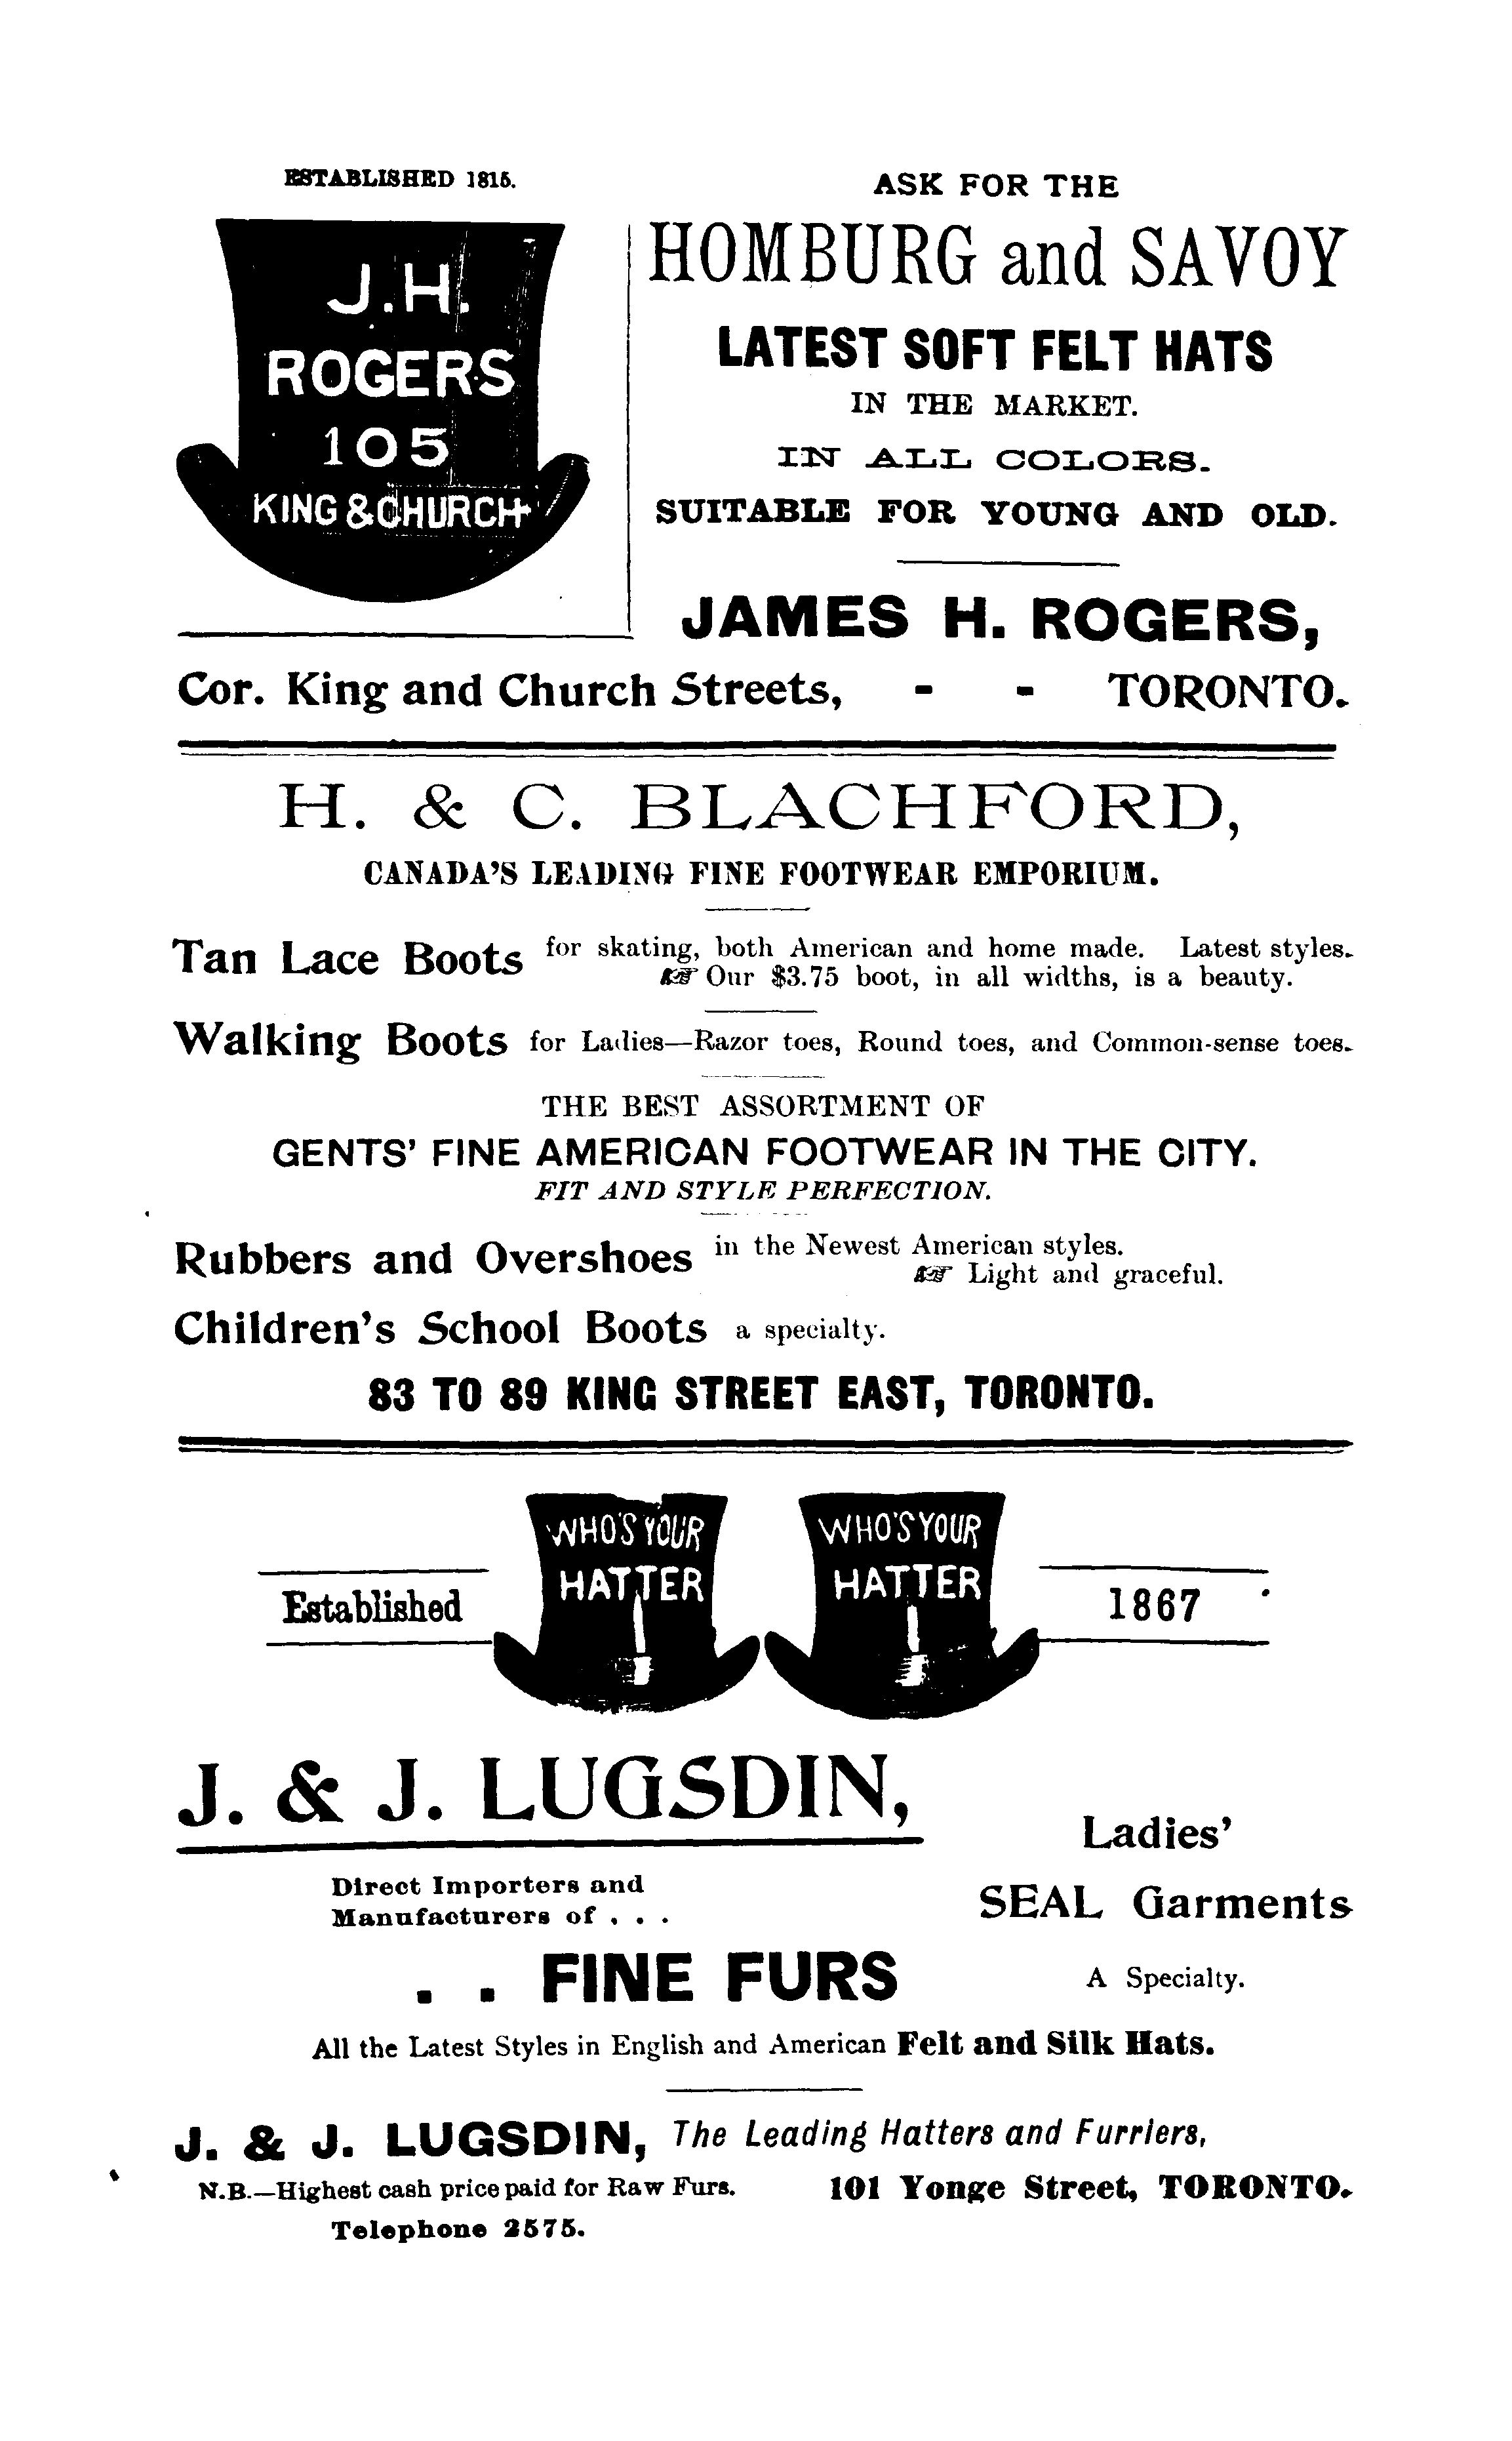 ESTABLISHED 1815.
J.H.
ROGERS
105
KING & CHURCH
ASK FOR THE
HOMBURG and SAVOY
LATEST SOFT FELT HATS
IN THE MARKET.
IN ALL COLORS.
SUITABLE FOR YOUNG AND OLD.
JAMES H. ROGERS,
Cor. King and Church Streets, - - TORONTO.
H. & C. BLACHFORD,
CANADA'S LEADING FINE FOOTWEAR EMPORIUM.
Tan Lace Boots for skating, both American and home made. Latest styles.
☞ Our $3.75 boot, in all widths, is a beauty.
Walking Boots for Ladies—Razor toes, Round toes, and Common-sense toes.
THE BEST ASSORTMENT OF
GENTS' FINE AMERICAN FOOTWEAR IN THE CITY.
FIT AND STYLE PERFECTION.
Rubbers and Overshoes in the Newest American styles.
☞ Light and graceful.
Children's School Boots a specialty.
83 TO 89 KING STREET EAST, TORONTO.
WHO'S YOUR
HATTER
WHO'S YOUR
HATTER
Established 1867
J. & J. LUGSDIN,
Direct Importers and
Manufacturers of . . .
. . FINE FURS
Ladies'
SEAL Garments
A Specialty.
All the Latest Styles in English and American Felt and Silk Hats.
J. & J. LUGSDIN, The Leading Hatters and Furriers,
N.B.—Highest cash price paid for Raw Furs. 101 Yonge Street, TORONTO.
Telephone 2575.